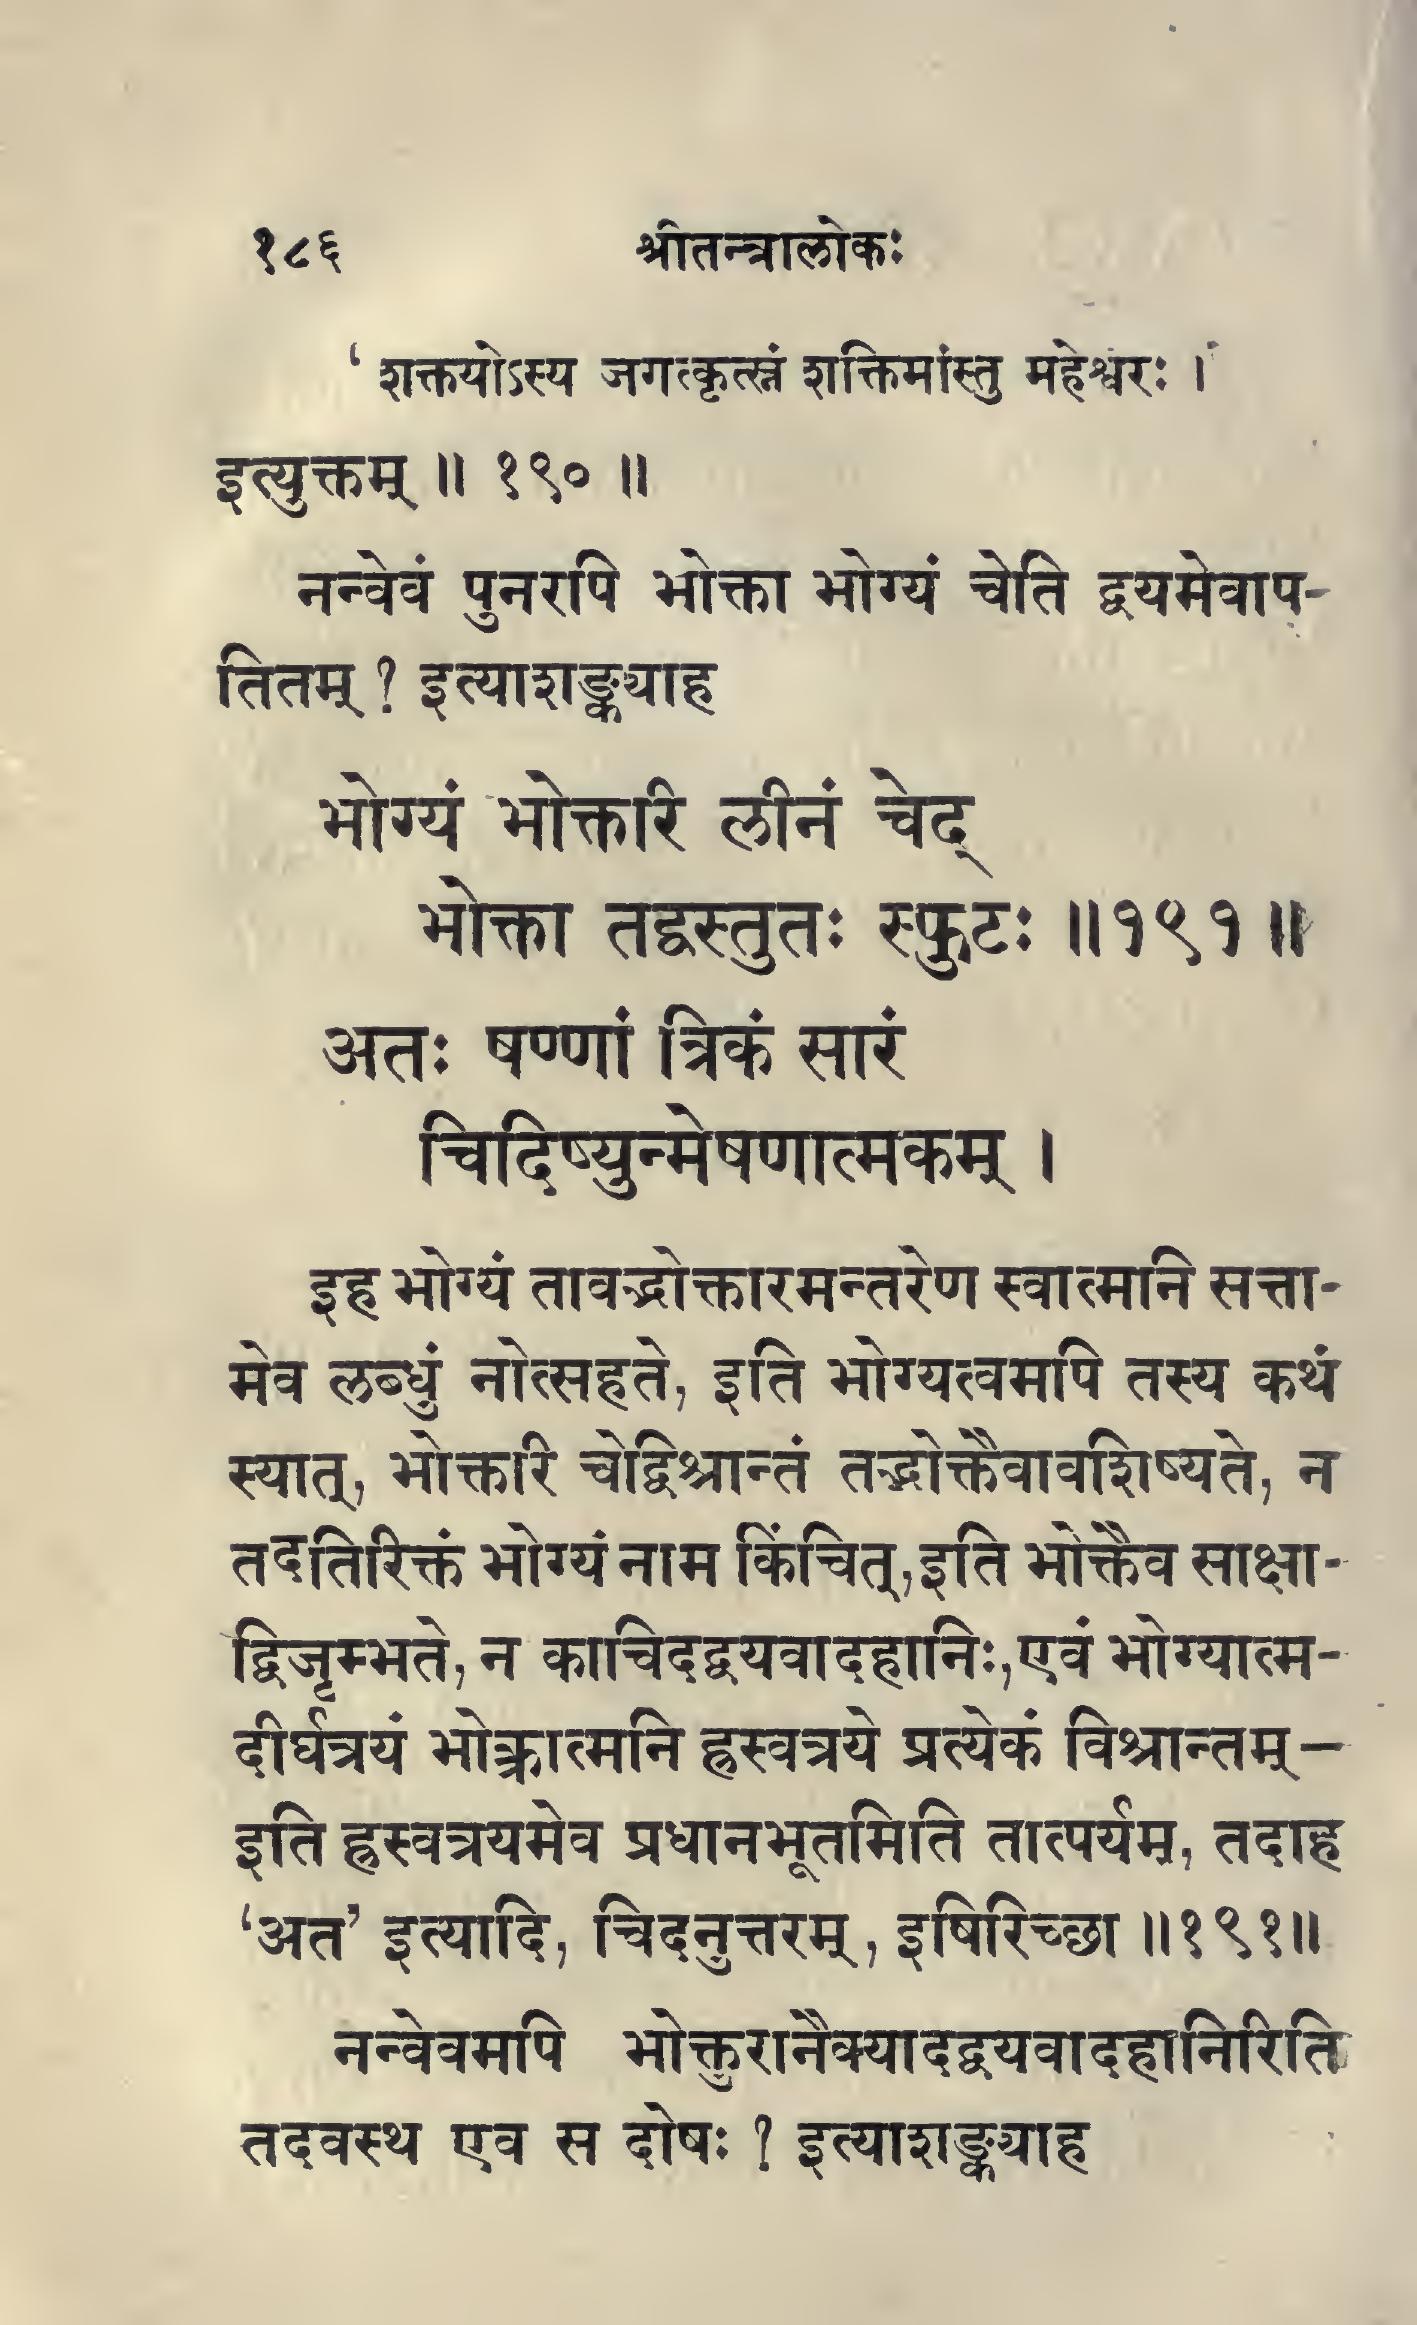 १८६ श्रीतन्त्रालोकः
‘ शक्तयोऽस्य जगत्कृत्स्नं शक्तिमांस्तु महेश्वरः ।’
इत्युक्तम् ॥ १९० ॥
नन्वेवं पुनरपि भोक्ता भोग्यं चेति द्वयमेवाप-
तितम् ? इत्याशङ्क्याह
भोग्यं भोक्तरि लीनं चेद्
भोक्ता तद्वस्तुतः स्फुटः ॥१९१॥
अतः षण्णां त्रिकं सारं
चिदिष्युन्मेषणात्मकम् ।
इह भोग्यं तावद्भोक्तारमन्तरेण स्वात्मनि सत्ता-
मेव लब्धुं नोत्सहते, इति भोग्यत्वमपि तस्य कथं
स्यात्, भोक्तरि चेद्विश्रान्तं तद्भोक्तैवावशिष्यते, न
तदतिरिक्तं भोग्यं नाम किंचित्, इति भोक्तैव साक्षा-
द्विजृम्भते, न काचिदद्वयवादहानिः, एवं भोग्यात्म-
दीर्घत्रयं भोक्त्रात्मनि ह्रस्वत्रये प्रत्येकं विश्रान्तम्—
इति ह्रस्वत्रयमेव प्रधानभूतमिति तात्पर्यम्, तदाह
‘अत’ इत्यादि, चिदनुत्तरम्, इषिरिच्छा ॥१९१॥
नन्वेवमपि भोक्तुरानैक्यादद्वयवादहानिरिति
तदवस्थ एव स दोषः ? इत्याशङ्क्याह